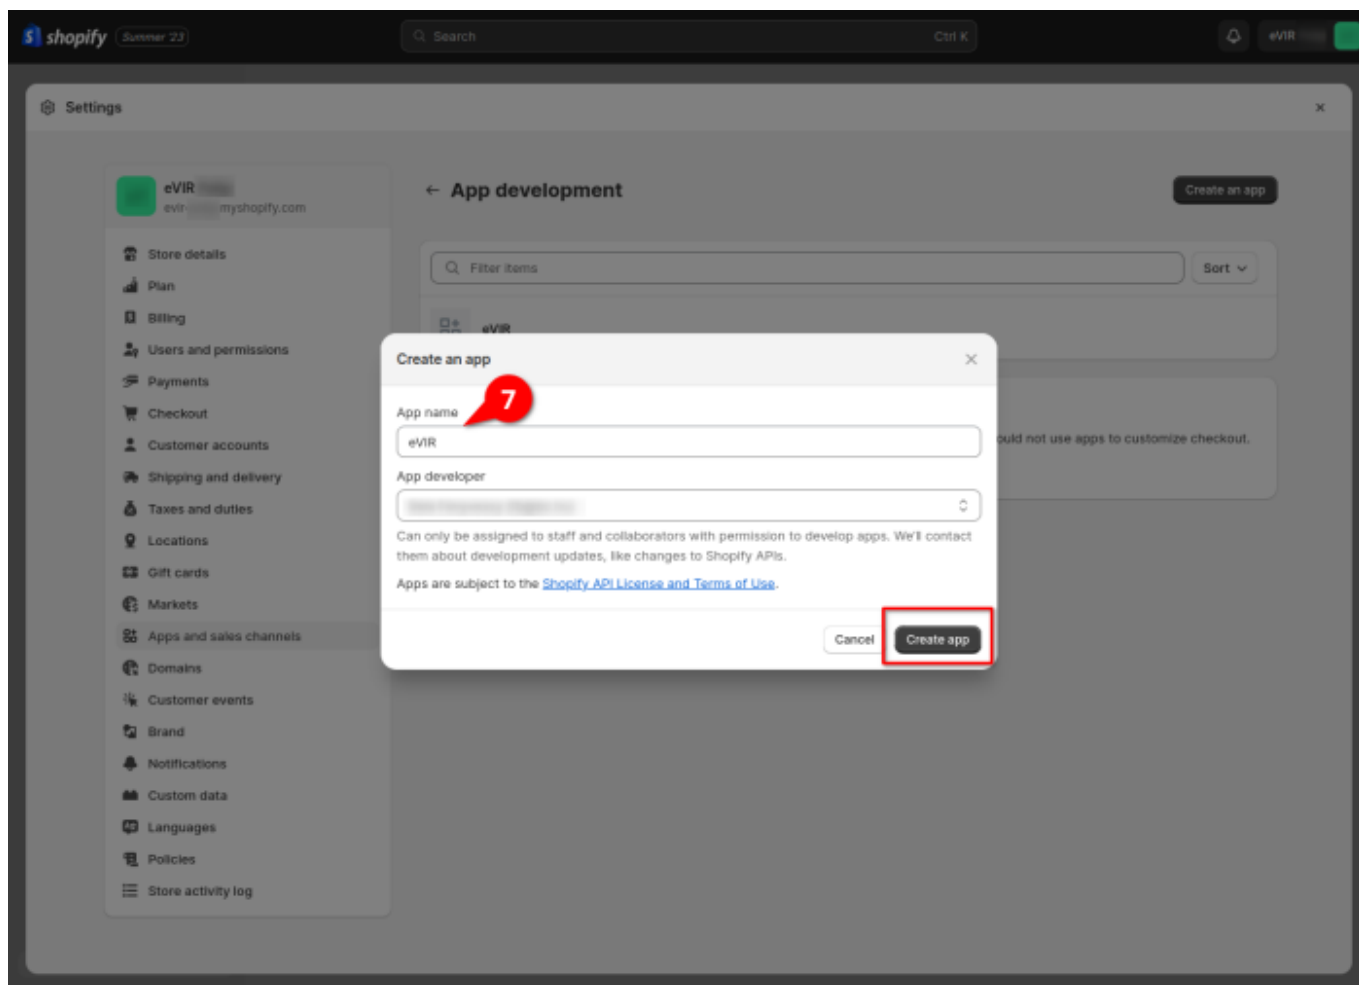 shopify Summer '23
Search Ctrl K
eVIR
Settings
eVIR
evir- myshopify.com
Store details
Plan
Billing
Users and permissions
Payments
Checkout
Customer accounts
Shipping and delivery
Taxes and duties
Locations
Gift cards
Markets
Apps and sales channels
Domains
Customer events
Brand
Notifications
Custom data
Languages
Policies
Store activity log
App development
Create an app
Filter items
Sort
eVIR
not use apps to customize checkout.
Create an app
7
App name
eVIR
App developer
Can only be assigned to staff and collaborators with permission to develop apps. We'll contact
them about development updates, like changes to Shopify APIs.
Apps are subject to the Shopify API License and Terms of Use.
Cancel
Create app